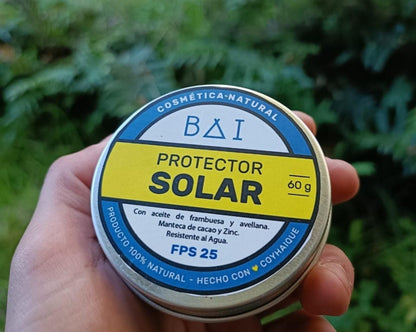 COSMÉTICA-NATURAL
BAI
PROTECTOR
SOLAR
60 g
Con aceite de frambuesa y avellana.
Manteca de cacao y Zinc.
Resistente al Agua.
FPS 25
PRODUCTO 100% NATURAL - HECHO CON 💛 COYHAIQUE